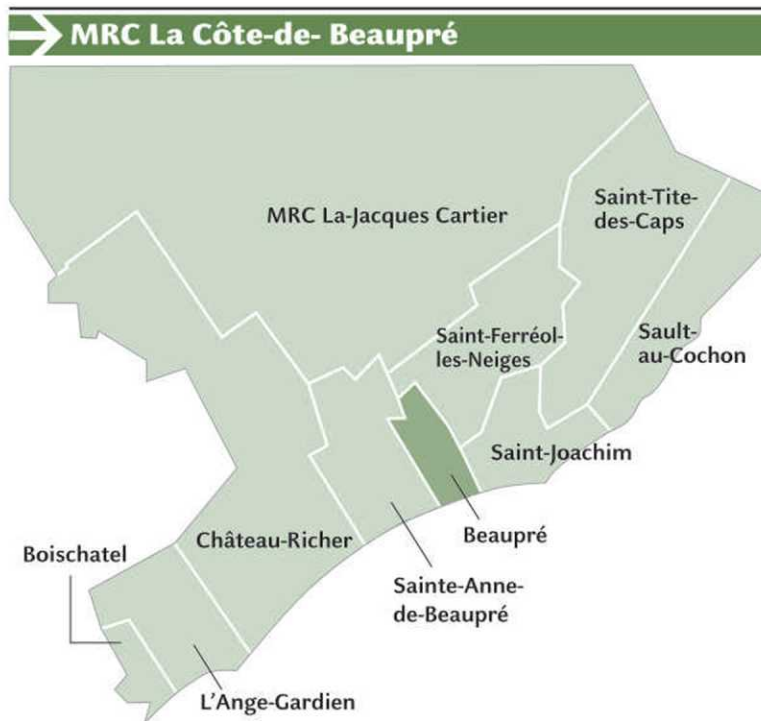 MRC La Côte-de- Beaupré
MRC La-Jacques Cartier
Saint-Tite-
des-Caps
Saint-Ferréol-
les-Neiges
Sault-
au-Cochon
Saint-Joachim
Beaupré
Château-Richer
Boischatel
Sainte-Anne-
de-Beaupré
L'Ange-Gardien